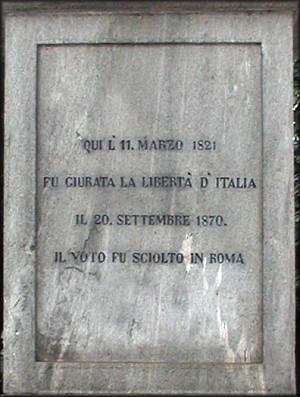 QUI L' 11. MARZO 1821
FU GIURATA LA LIBERTÀ D'ITALIA
IL 20. SETTEMBRE 1870.
IL VOTO FU SCIOLTO IN ROMA